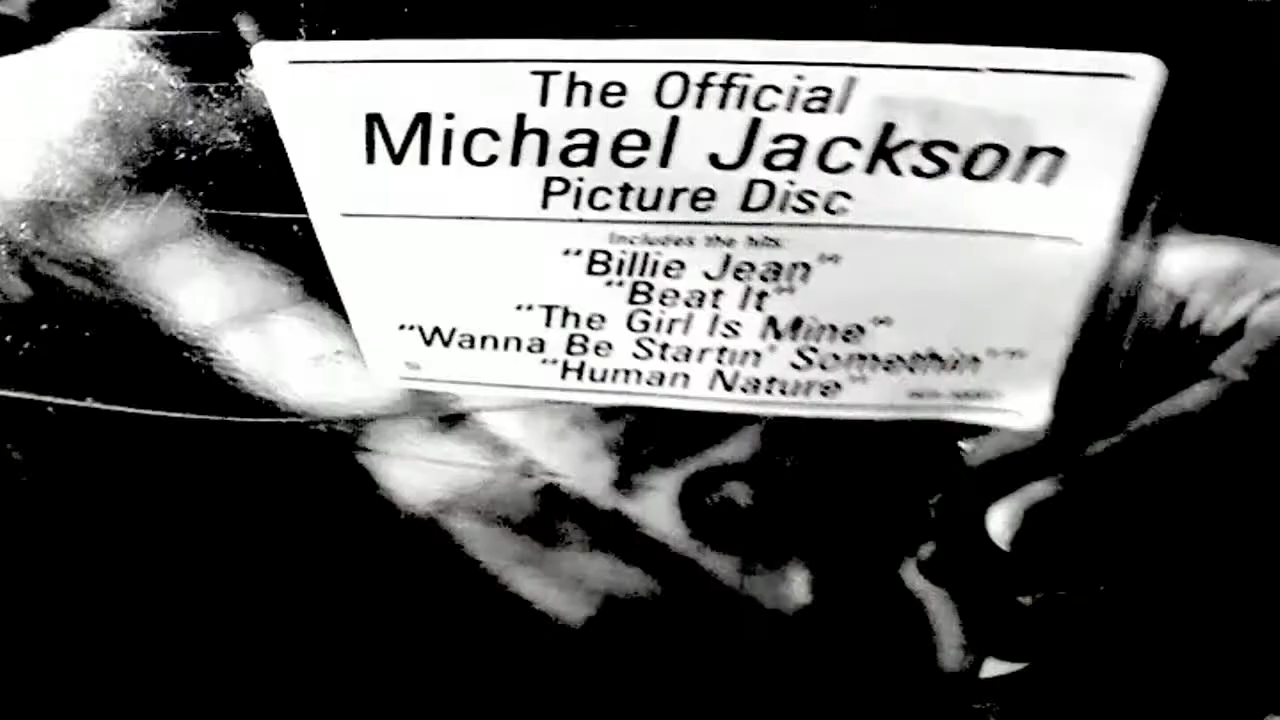 The Official
Michael Jackson
Picture Disc
Includes the hits:
“Billie Jean”
“Beat It”
“The Girl Is Mine”
“Wanna Be Startin' Somethin'”
“Human Nature”